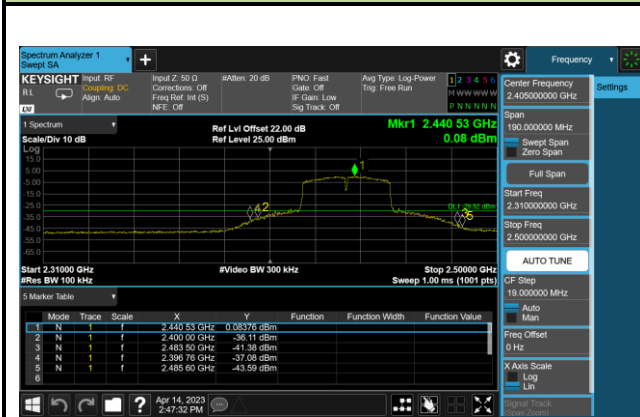 Spectrum Analyzer 1
Swept SA
+
Frequency
KEYSIGHT Input: RF Input Z: 50 Ω #Atten: 20 dB PNO: Fast Avg Type: Log-Power 1 2 3 4 5 6
RL Coupling: DC Corrections: Off Gate: Off Trig: Free Run M W W W W W
Align: Auto Freq Ref: Int (S) IF Gain: Low P N N N N N
LXI NFE: Off Sig Track: Off
1 Spectrum
Ref Lvl Offset 22.00 dB Mkr1 2.440 53 GHz
Scale/Div 10 dB Ref Level 25.00 dBm 0.08 dBm
Log
15.0
5.00
-5.00
-15.0
-25.0
-35.0
-45.0
-55.0
-65.0
1
Start 2.31000 GHz #Video BW 300 kHz Stop 2.50000 GHz
#Res BW 100 kHz Sweep 1.00 ms (1001 pts)
5 Marker Table
Mode Trace Scale X Y Function Function Width Function Value
1 N 1 f 2.440 53 GHz 0.08376 dBm
2 N 1 f 2.400 00 GHz -36.11 dBm
3 N 1 f 2.483 50 GHz -41.38 dBm
4 N 1 f 2.396 76 GHz -37.08 dBm
5 N 1 f 2.485 60 GHz -43.59 dBm
6
? Apr 14, 2023
2:47:32 PM
Center Frequency
2.405000000 GHz
Settings
Span
190.000000 MHz
Swept Span
Zero Span
Full Span
Start Freq
2.310000000 GHz
Stop Freq
2.500000000 GHz
AUTO TUNE
CF Step
19.000000 MHz
Auto
Man
Freq Offset
0 Hz
X Axis Scale
Log
Lin
Signal Track
(Span Zoom)